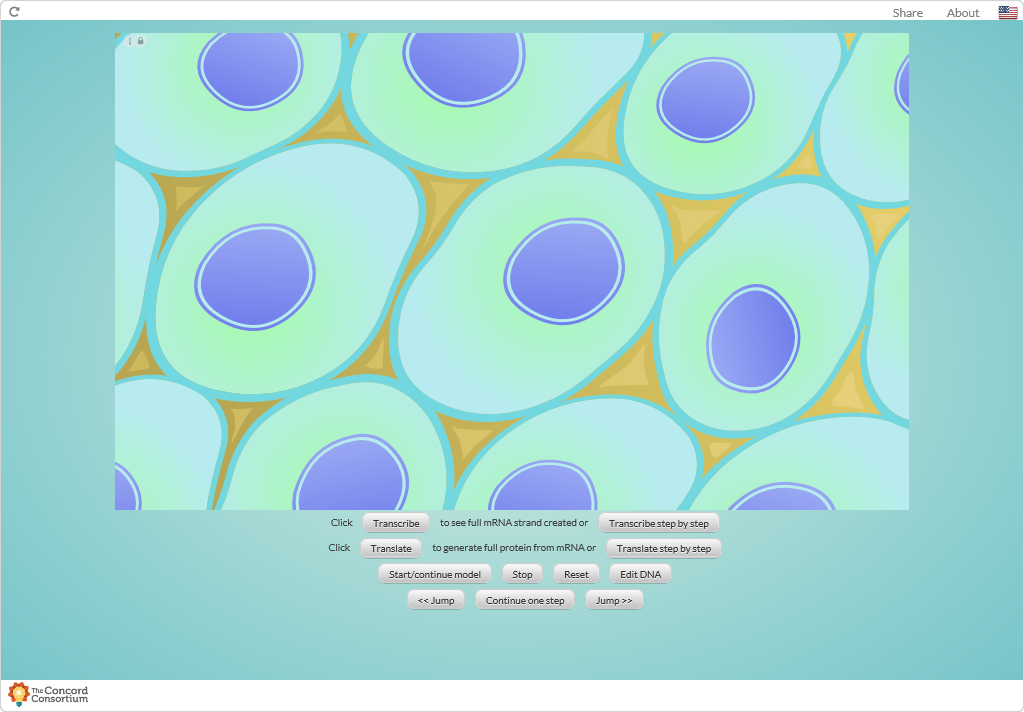 Share About
Click Transcribe to see full mRNA strand created or Transcribe step by step
Click Translate to generate full protein from mRNA or Translate step by step
Start/continue model Stop Reset Edit DNA
<< Jump Continue one step Jump >>
The Concord
Consortium